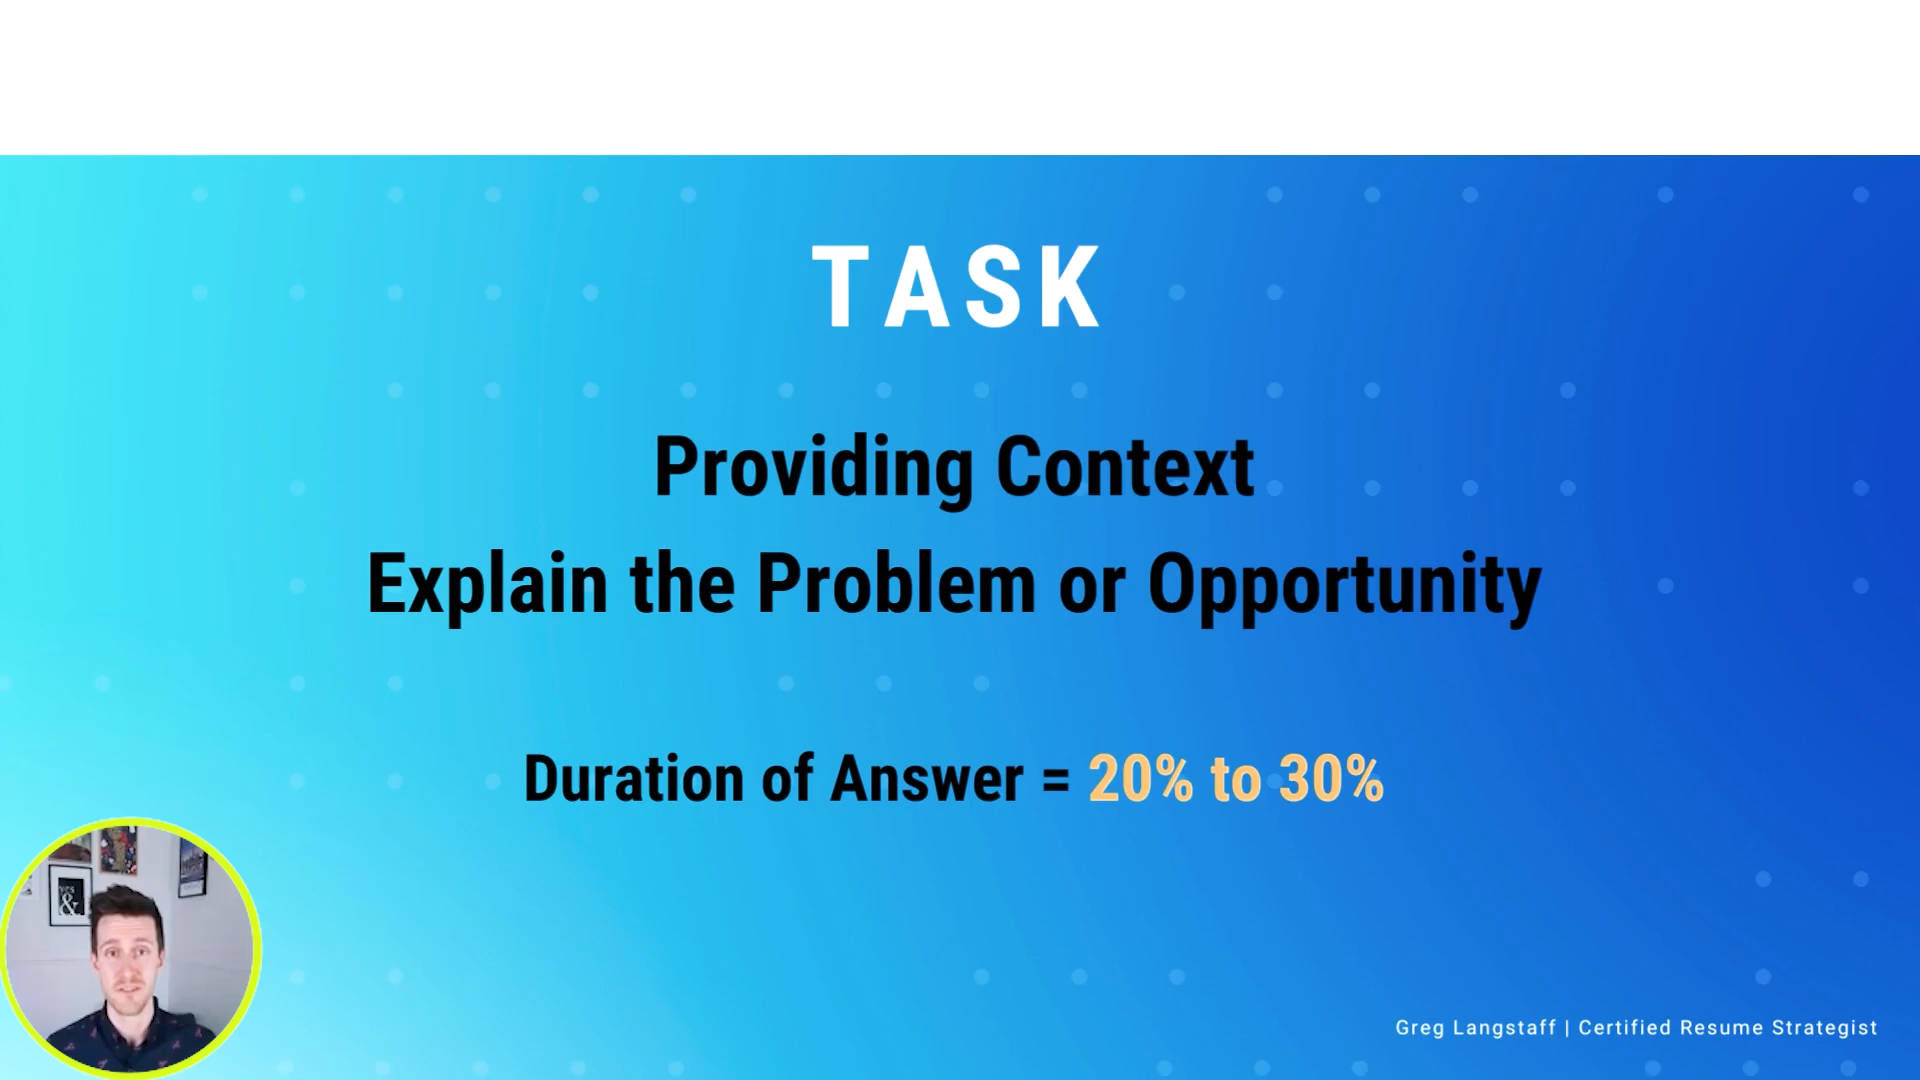 TASK
Providing Context
Explain the Problem or Opportunity
Duration of Answer = 20% to 30%
yes
&
Greg Langstaff | Certified Resume Strategist